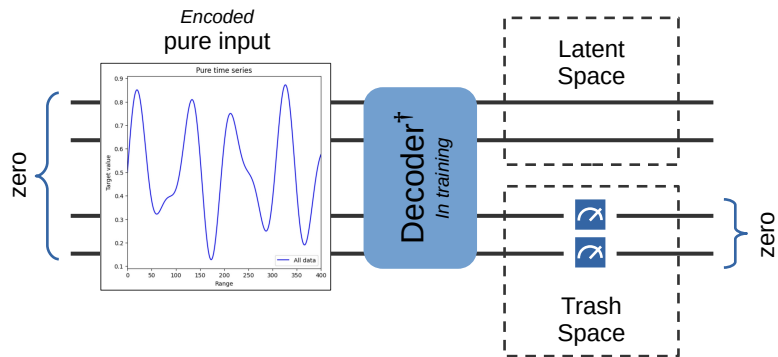 Encoded
pure input
Pure time series
0.9
0.8
0.7
0.6
0.5
0.4
0.3
0.2
0.1
Target value
0 50 100 150 200 250 300 350 400
Range
All data
zero
Decoder†
In training
Latent
Space
Trash
Space
zero